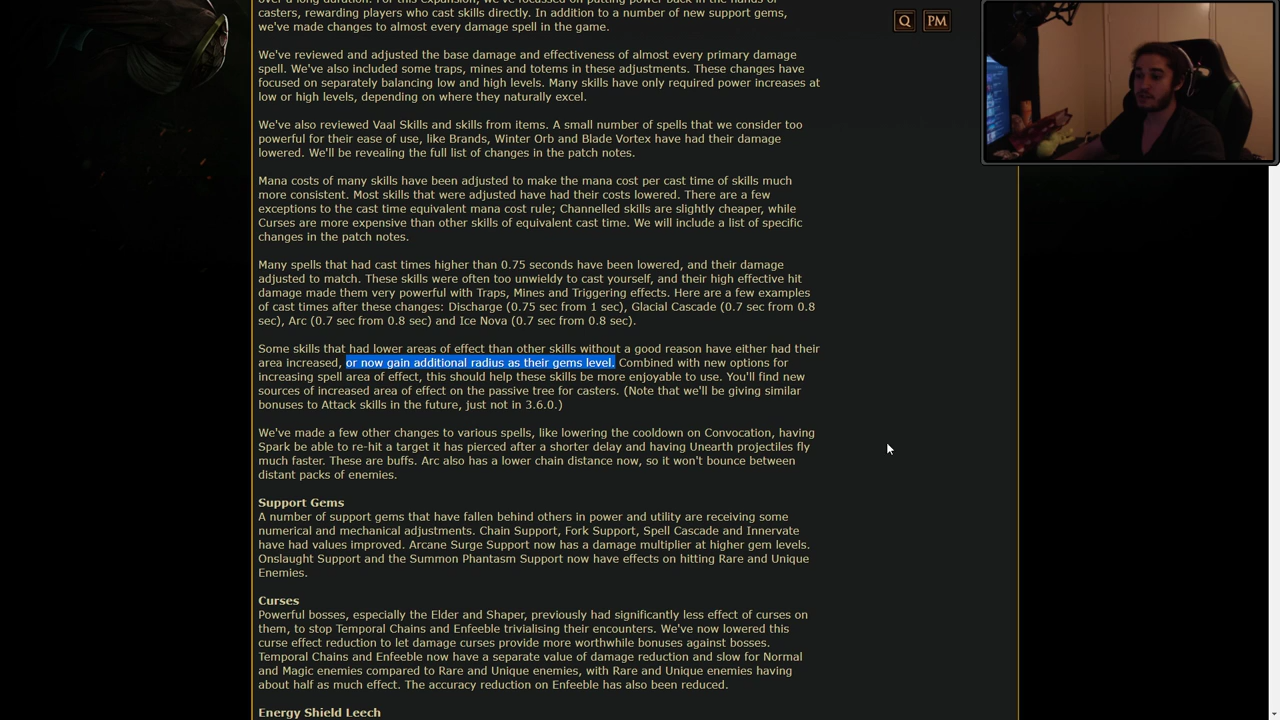 over a long duration. For this Expansion, we've focussed on putting power back in the hands of
casters, rewarding players who cast skills directly. In addition to a number of new support gems,
we've made changes to almost every damage spell in the game.
Q PM
We've reviewed and adjusted the base damage and effectiveness of almost every primary damage
spell. We've also included some traps, mines and totems in these adjustments. These changes have
focused on separately balancing low and high levels. Many skills have only required power increases at
low or high levels, depending on where they naturally excel.
We've also reviewed Vaal Skills and skills from items. A small number of spells that we consider too
powerful for their ease of use, like Brands, Winter Orb and Blade Vortex have had their damage
lowered. We'll be revealing the full list of changes in the patch notes.
Mana costs of many skills have been adjusted to make the mana cost per cast time of skills much
more consistent. Most skills that were adjusted have had their costs lowered. There are a few
exceptions to the cast time equivalent mana cost rule; Channelled skills are slightly cheaper, while
Curses are more expensive than other skills of equivalent cast time. We will include a list of specific
changes in the patch notes.
Many spells that had cast times higher than 0.75 seconds have been lowered, and their damage
adjusted to match. These skills were often too unwieldy to cast yourself, and their high effective hit
damage made them very powerful with Traps, Mines and Triggering effects. Here are a few examples
of cast times after these changes: Discharge (0.75 sec from 1 sec), Glacial Cascade (0.7 sec from 0.8
sec), Arc (0.7 sec from 0.8 sec) and Ice Nova (0.7 sec from 0.8 sec).
Some skills that had lower areas of effect than other skills without a good reason have either had their
area increased, or now gain additional radius as their gems level. Combined with new options for
increasing spell area of effect, this should help these skills be more enjoyable to use. You'll find new
sources of increased area of effect on the passive tree for casters. (Note that we'll be giving similar
bonuses to Attack skills in the future, just not in 3.6.0.)
We've made a few other changes to various spells, like lowering the cooldown on Convocation, having
Spark be able to re-hit a target it has pierced after a shorter delay and having Unearth projectiles fly
much faster. These are buffs. Arc also has a lower chain distance now, so it won't bounce between
distant packs of enemies.
Support Gems
A number of support gems that have fallen behind others in power and utility are receiving some
numerical and mechanical adjustments. Chain Support, Fork Support, Spell Cascade and Innervate
have had values improved. Arcane Surge Support now has a damage multiplier at higher gem levels.
Onslaught Support and the Summon Phantasm Support now have effects on hitting Rare and Unique
Enemies.
Curses
Powerful bosses, especially the Elder and Shaper, previously had significantly less effect of curses on
them, to stop Temporal Chains and Enfeeble trivialising their encounters. We've now lowered this
curse effect reduction to let damage curses provide more worthwhile bonuses against bosses.
Temporal Chains and Enfeeble now have a separate value of damage reduction and slow for Normal
and Magic enemies compared to Rare and Unique enemies, with Rare and Unique enemies having
about half as much effect. The accuracy reduction on Enfeeble has also been reduced.
Energy Shield Leech